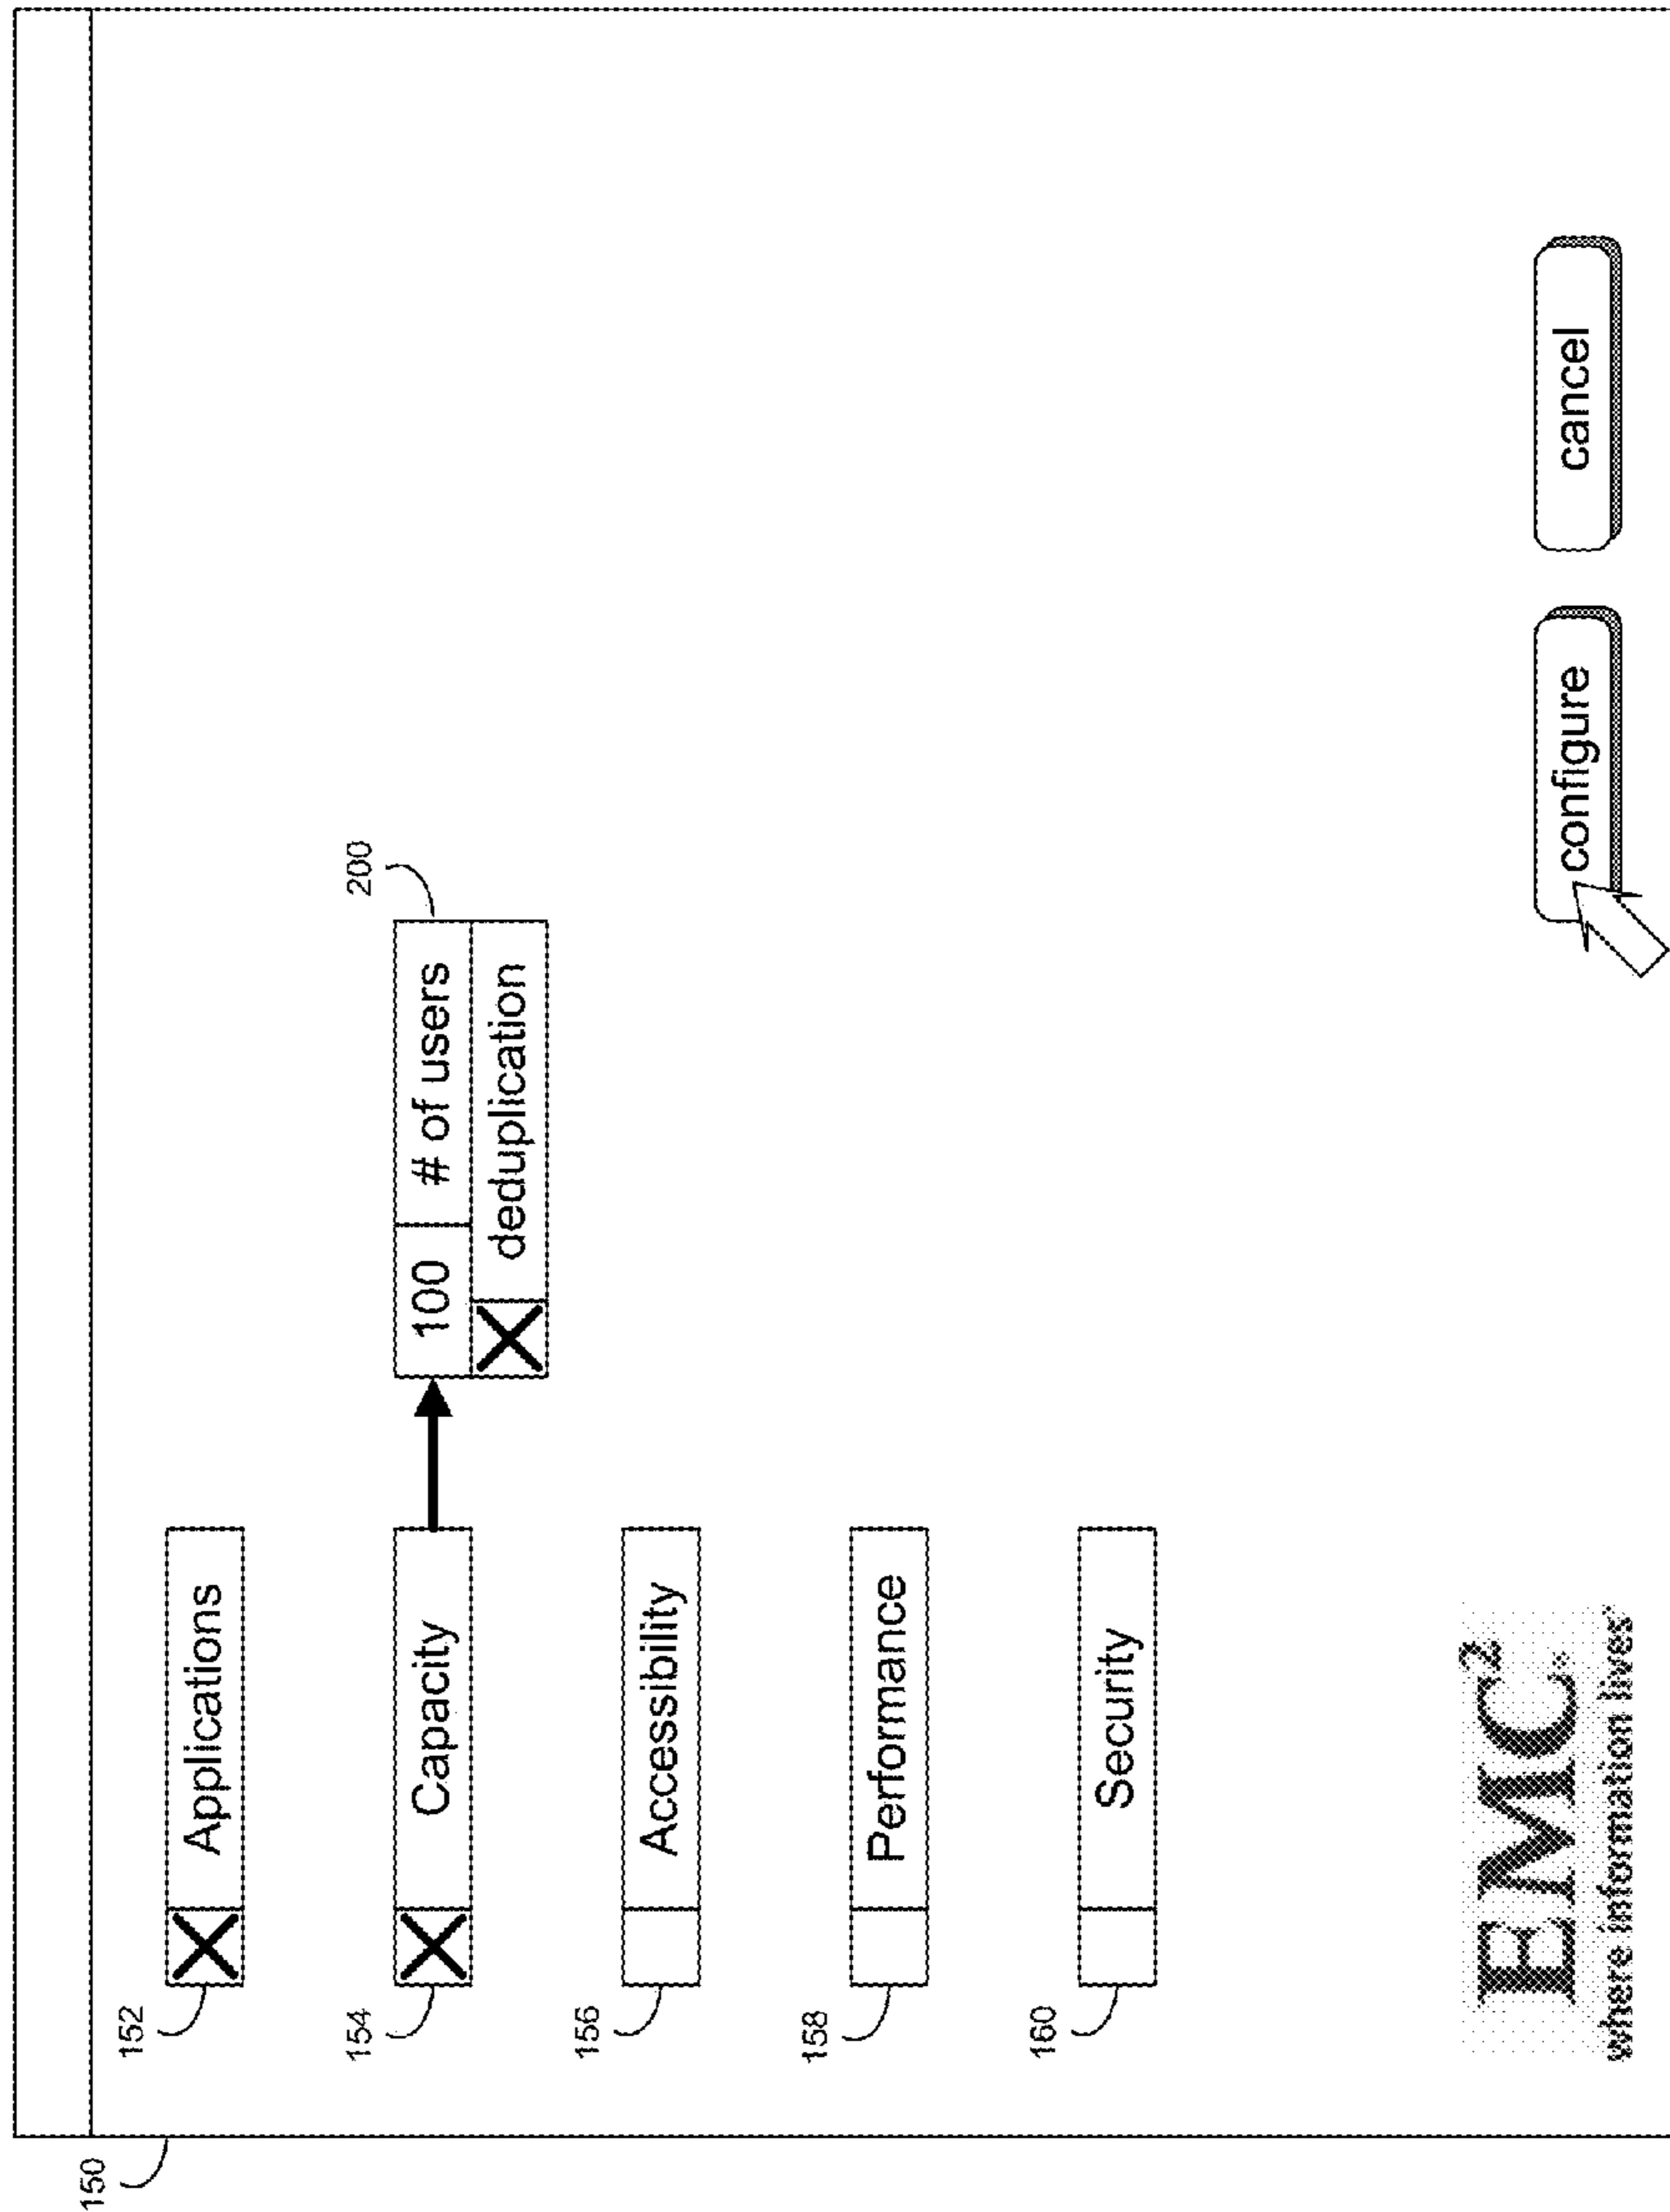 150
152
Applications
154
Capacity
200
100 # of users
deduplication
156
Accessibility
158
Performance
160
Security
EMC²
where information lives
configure
cancel